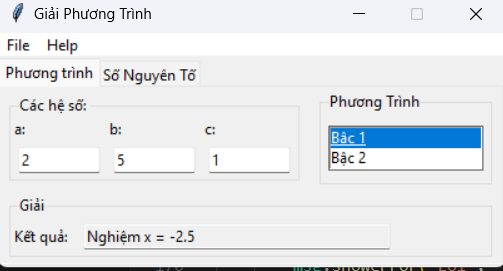 Giải Phương Trình
File Help
Phương trình Số Nguyên Tố
Các hệ số:
a: b: c:
2 5 1
Phương Trình
Bậc 1
Bậc 2
Giải
Kết quả: Nghiệm x = -2.5